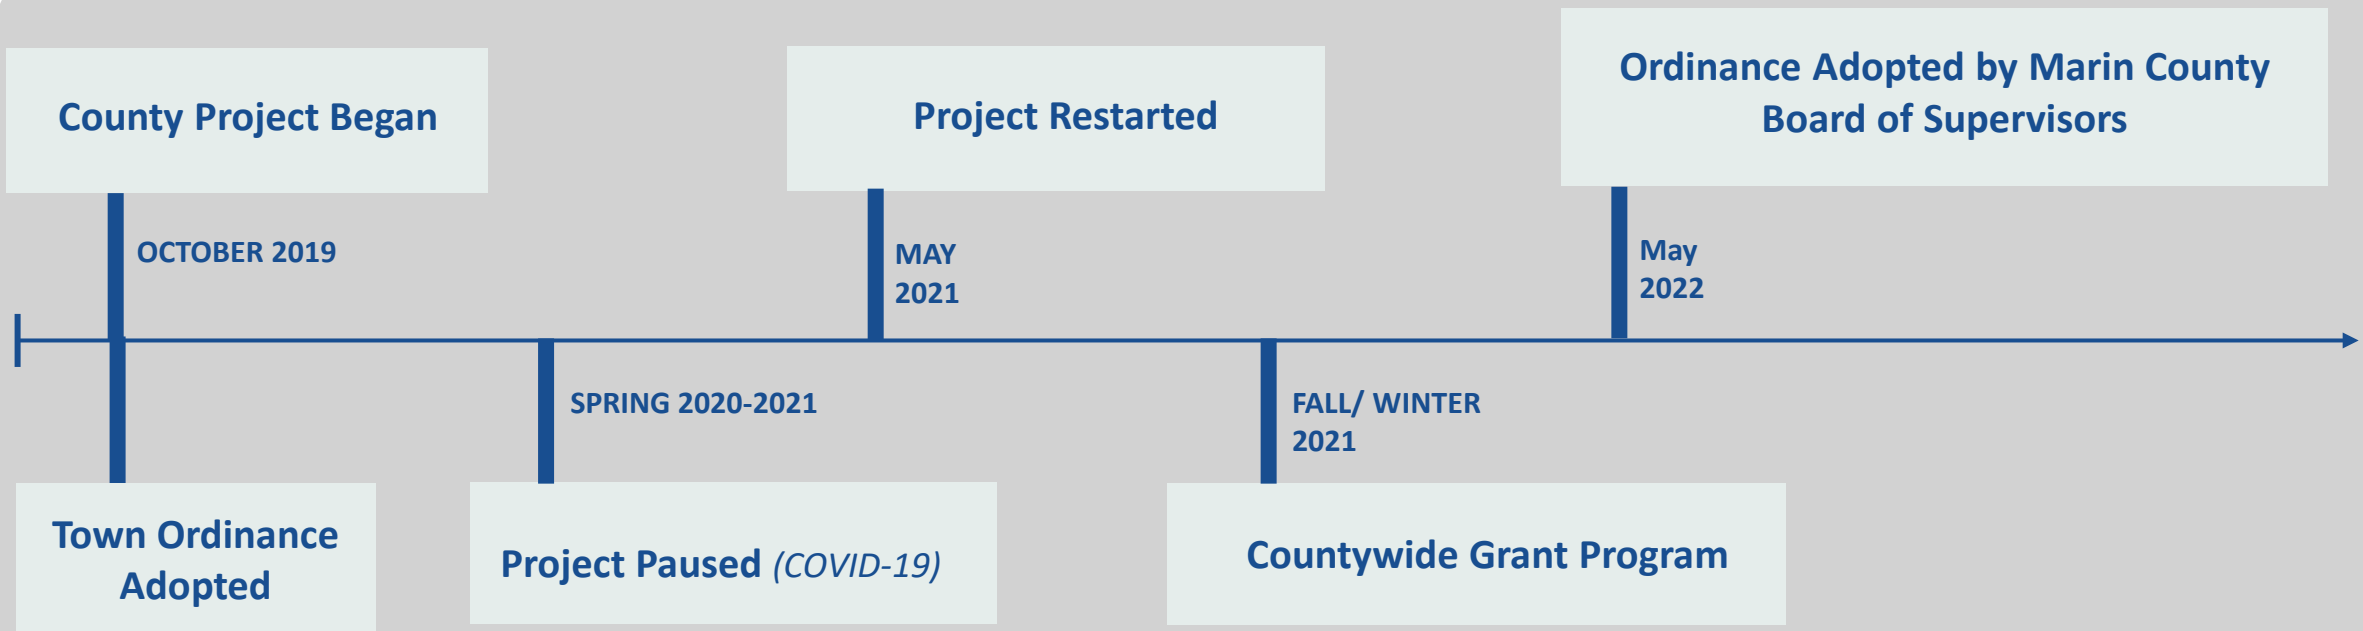 County Project Began
OCTOBER 2019
Town Ordinance
Adopted
SPRING 2020-2021
Project Paused (COVID-19)
Project Restarted
MAY
2021
FALL/ WINTER
2021
Countywide Grant Program
Ordinance Adopted by Marin County
Board of Supervisors
May
2022